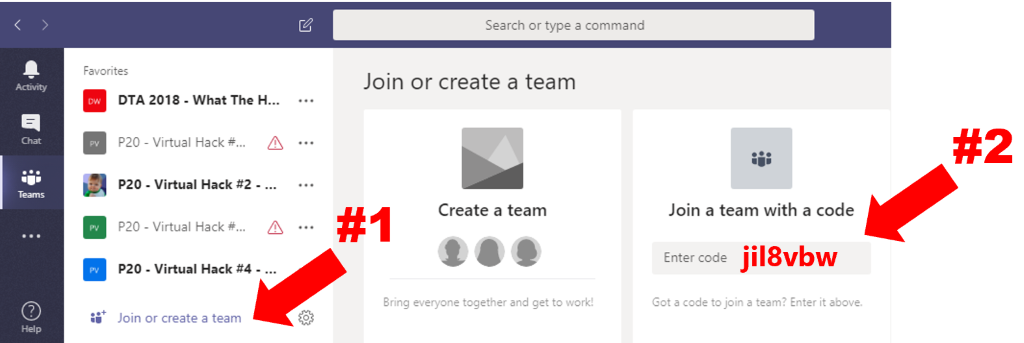 Search or type a command
Activity
Chat
Teams
Help
Favorites
DW DTA 2018 - What The H...
PV P20 - Virtual Hack #...
P20 - Virtual Hack #2 - ...
PV P20 - Virtual Hack #...
PV P20 - Virtual Hack #4 - ...
Join or create a team
#1
Join or create a team
Create a team
Bring everyone together and get to work!
Join a team with a code
Enter code jil8vbw
Got a code to join a team? Enter it above.
#2